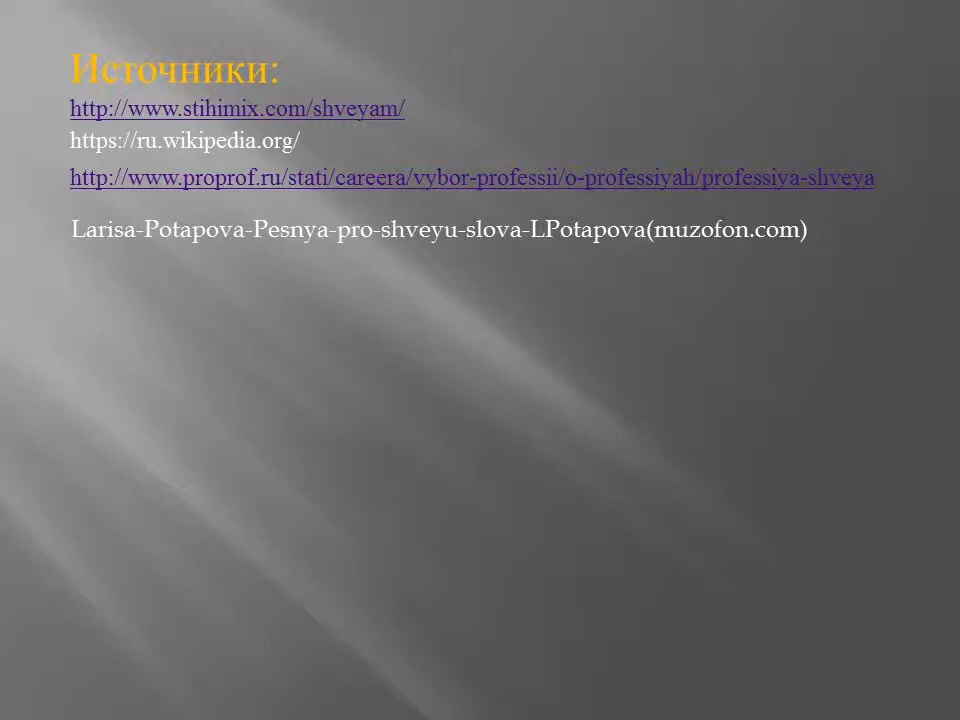 Источники:
http://www.stihimix.com/shveyam/
https://ru.wikipedia.org/
http://www.proprof.ru/stati/careera/vybor-professii/o-professiyah/professiya-shveya
Larisa-Potapova-Pesnya-pro-shveyu-slova-LPotapova(muzofon.com)